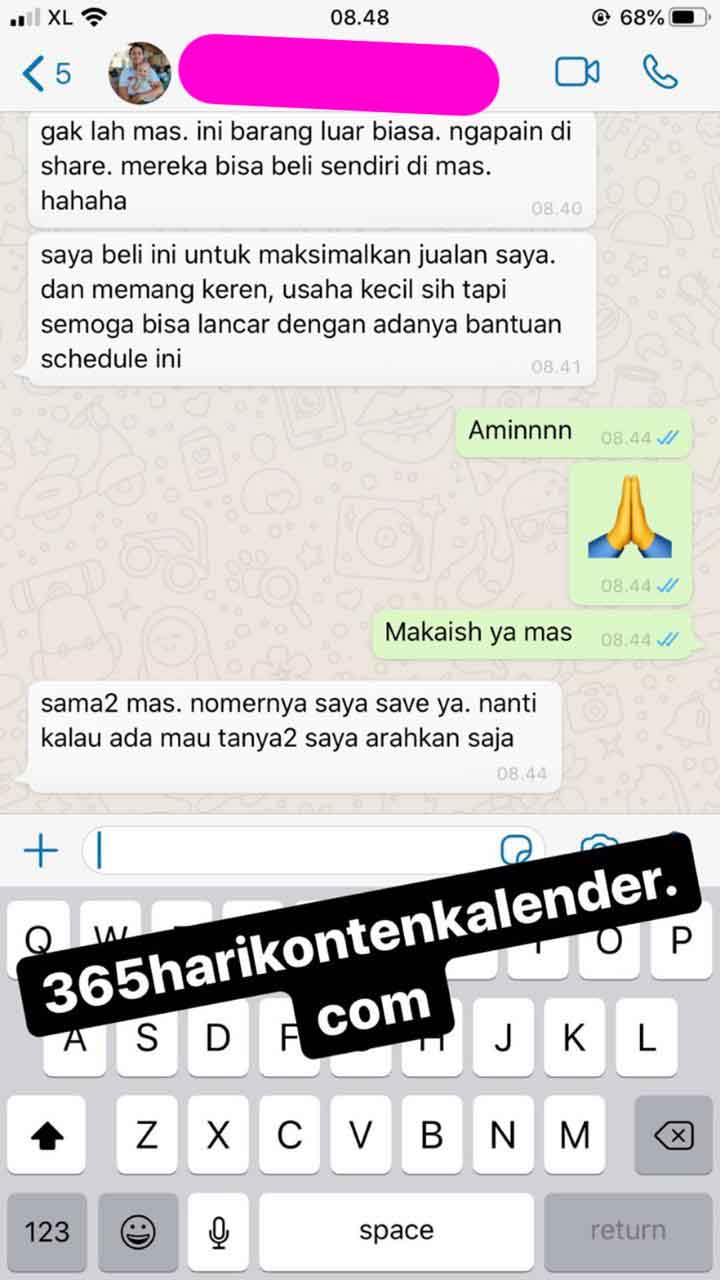 XL
08.48
68%
5
gak lah mas. ini barang luar biasa. ngapain di
share. mereka bisa beli sendiri di mas.
hahaha
08.40
saya beli ini untuk maksimalkan jualan saya.
dan memang keren, usaha kecil sih tapi
semoga bisa lancar dengan adanya bantuan
schedule ini
08.41
Aminnnn
08.44
08.44
Makaish ya mas
08.44
sama2 mas. nomernya saya save ya. nanti
kalau ada mau tanya2 saya arahkan saja
08.44
365harikontenkalender.
com
Q W O P
A S D F J K L
Z X C V B N M
123
space
return